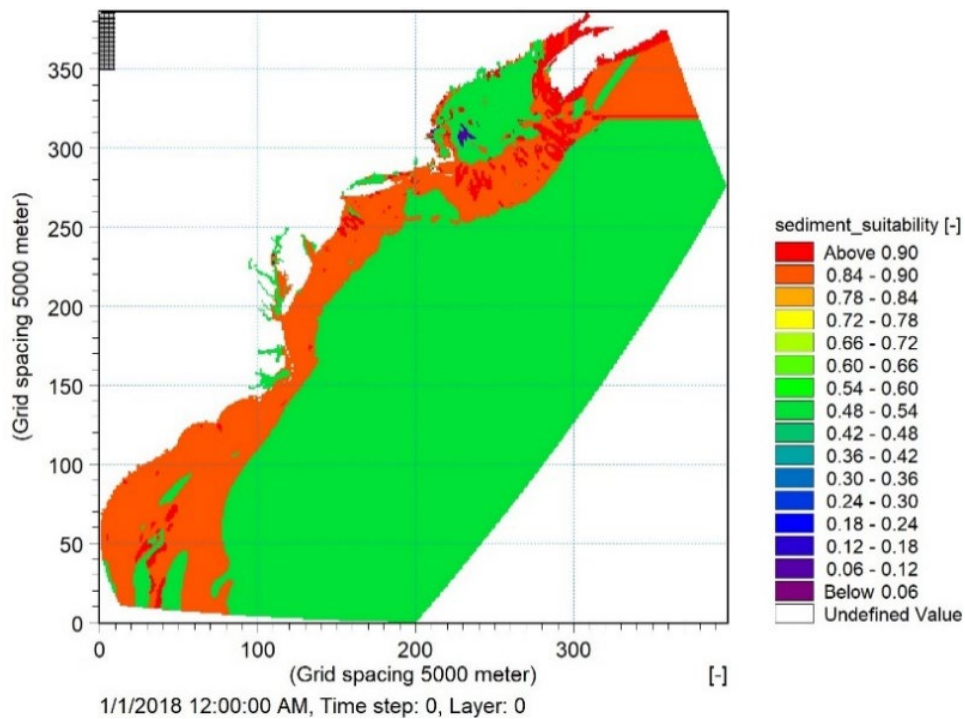 350
300
250
200
150
100
50
0
(Grid spacing 5000 meter)
0
100
200
300
(Grid spacing 5000 meter)
[-]
1/1/2018 12:00:00 AM, Time step: 0, Layer: 0
sediment_suitability [-]
Above 0.90
0.84 - 0.90
0.78 - 0.84
0.72 - 0.78
0.66 - 0.72
0.60 - 0.66
0.54 - 0.60
0.48 - 0.54
0.42 - 0.48
0.36 - 0.42
0.30 - 0.36
0.24 - 0.30
0.18 - 0.24
0.12 - 0.18
0.06 - 0.12
Below 0.06
Undefined Value